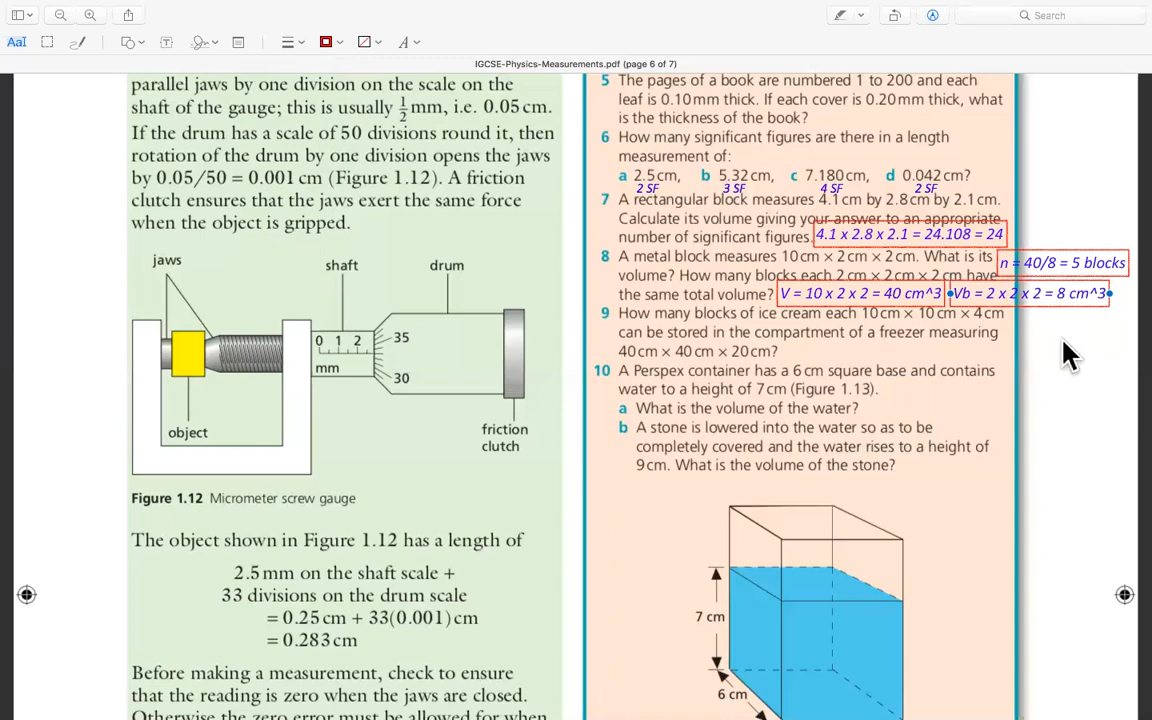 Search
AaI
IGCSE-Physics-Measurements.pdf (page 6 of 7)
parallel jaws by one division on the scale on the
shaft of the gauge; this is usually ½ mm, i.e. 0.05 cm.
If the drum has a scale of 50 divisions round it, then
rotation of the drum by one division opens the jaws
by 0.05/50 = 0.001 cm (Figure 1.12). A friction
clutch ensures that the jaws exert the same force
when the object is gripped.
jaws
shaft
drum
0 1 2
mm
35
30
object
friction
clutch
Figure 1.12 Micrometer screw gauge
The object shown in Figure 1.12 has a length of
2.5 mm on the shaft scale +
33 divisions on the drum scale
= 0.25 cm + 33(0.001) cm
= 0.283 cm
Before making a measurement, check to ensure
that the reading is zero when the jaws are closed.
Otherwise the zero error must be allowed for when
5 The pages of a book are numbered 1 to 200 and each
leaf is 0.10 mm thick. If each cover is 0.20 mm thick, what
is the thickness of the book?
6 How many significant figures are there in a length
measurement of:
a 2.5 cm, b 5.32 cm, c 7.180 cm, d 0.042 cm?
2 SF 3 SF 4 SF 2 SF
7 A rectangular block measures 4.1 cm by 2.8 cm by 2.1 cm.
Calculate its volume giving your answer to an appropriate
number of significant figures. 4.1 x 2.8 x 2.1 = 24.108 = 24
8 A metal block measures 10 cm × 2 cm × 2 cm. What is its
n = 40/8 = 5 blocks
volume? How many blocks each 2 cm × 2 cm × 2 cm have
the same total volume? V = 10 x 2 x 2 = 40 cm^3 Vb = 2 x 2 x 2 = 8 cm^3
9 How many blocks of ice cream each 10 cm × 10 cm × 4 cm
can be stored in the compartment of a freezer measuring
40 cm × 40 cm × 20 cm?
10 A Perspex container has a 6 cm square base and contains
water to a height of 7 cm (Figure 1.13).
a What is the volume of the water?
b A stone is lowered into the water so as to be
completely covered and the water rises to a height of
9 cm. What is the volume of the stone?
7 cm
6 cm